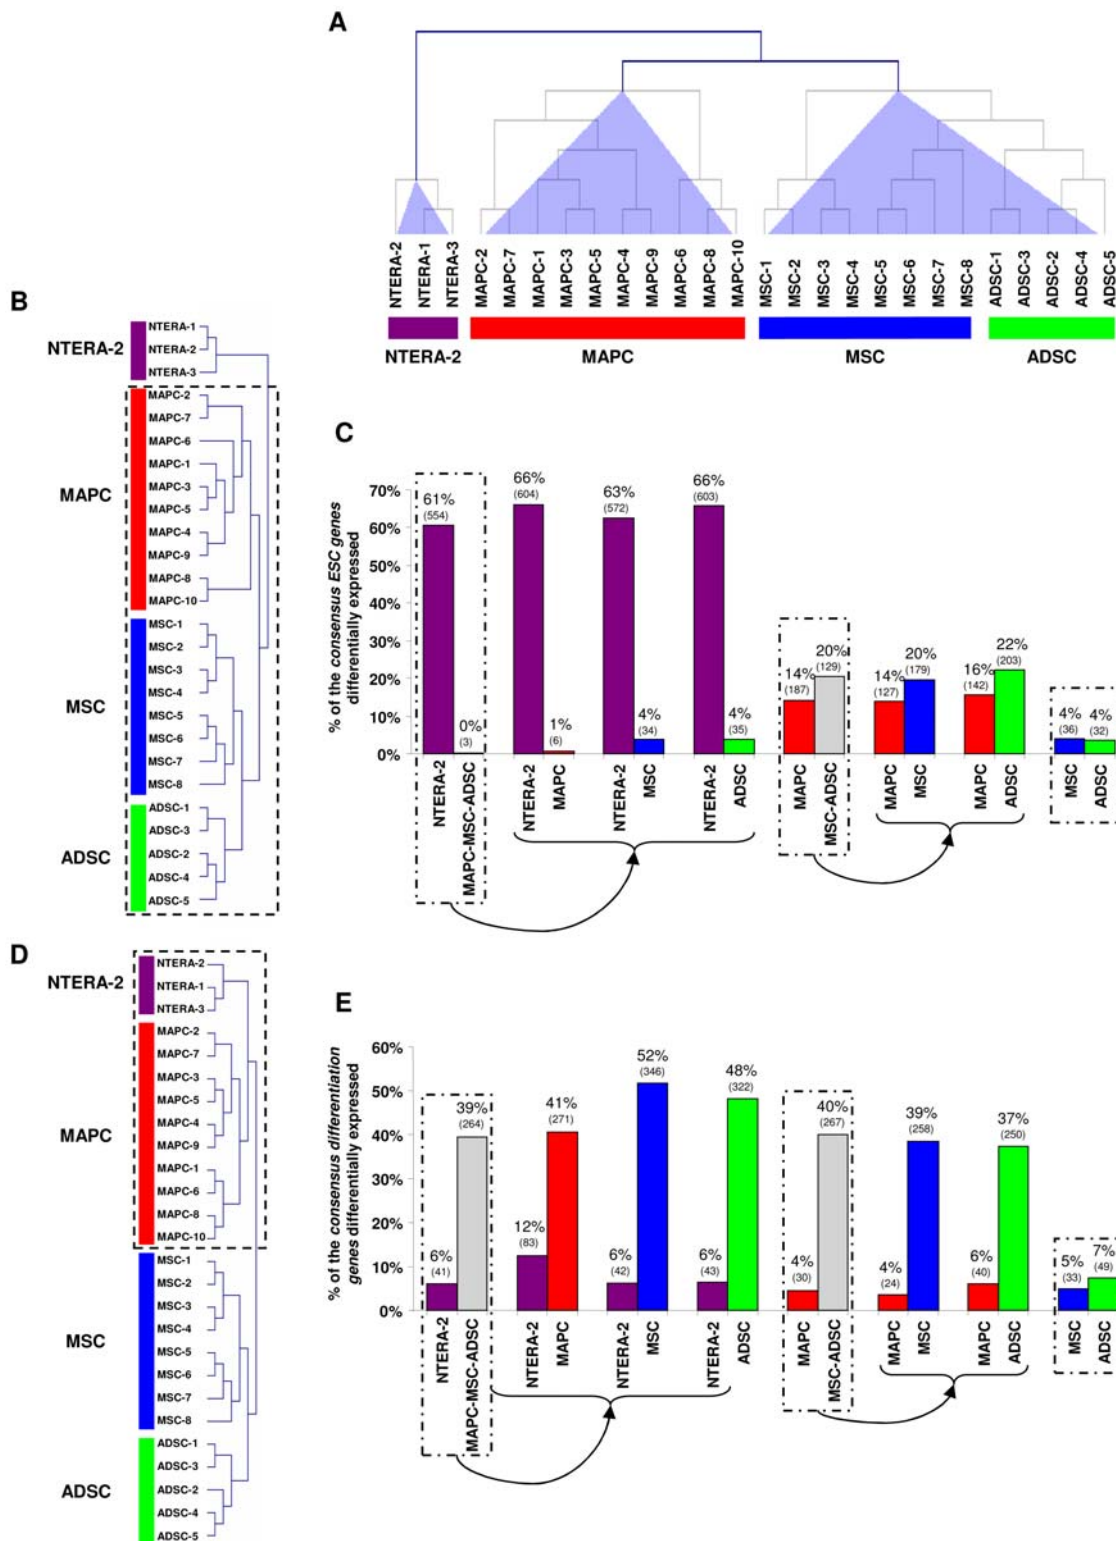 A
NTERA-2
NTERA-1
NTERA-3
MAPC-2
MAPC-7
MAPC-1
MAPC-3
MAPC-5
MAPC-4
MAPC-9
MAPC-6
MAPC-8
MAPC-10
MSC-1
MSC-2
MSC-3
MSC-4
MSC-5
MSC-6
MSC-7
MSC-8
ADSC-1
ADSC-3
ADSC-2
ADSC-4
ADSC-5
NTERA-2
MAPC
MSC
ADSC
B
NTERA-2
MAPC
MSC
ADSC
NTERA-1
NTERA-2
NTERA-3
MAPC-2
MAPC-7
MAPC-6
MAPC-1
MAPC-3
MAPC-5
MAPC-4
MAPC-9
MAPC-8
MAPC-10
MSC-1
MSC-2
MSC-3
MSC-4
MSC-5
MSC-6
MSC-7
MSC-8
ADSC-1
ADSC-3
ADSC-2
ADSC-4
ADSC-5
C
% of the consensus ESC genes
differentially expressed
70%
60%
50%
40%
30%
20%
10%
0%
61%
(554)
0%
(3)
66%
(604)
1%
(6)
63%
(572)
4%
(34)
66%
(603)
4%
(35)
14%
(187)
20%
(129)
14%
(127)
20%
(179)
16%
(142)
22%
(203)
4%
(36)
4%
(32)
NTERA-2
MAPC-MSC-ADSC
NTERA-2
MAPC
NTERA-2
MSC
NTERA-2
ADSC
MAPC
MSC-ADSC
MAPC
MSC
MAPC
ADSC
MSC
ADSC
D
NTERA-2
MAPC
MSC
ADSC
NTERA-2
NTERA-1
NTERA-3
MAPC-2
MAPC-7
MAPC-3
MAPC-5
MAPC-4
MAPC-9
MAPC-1
MAPC-6
MAPC-8
MAPC-10
MSC-1
MSC-2
MSC-3
MSC-4
MSC-5
MSC-6
MSC-7
MSC-8
ADSC-1
ADSC-3
ADSC-2
ADSC-4
ADSC-5
E
% of the consensus differentiation
genes differentially expressed
60%
50%
40%
30%
20%
10%
0%
6%
(41)
39%
(264)
12%
(83)
41%
(271)
6%
(42)
52%
(346)
6%
(43)
48%
(322)
4%
(30)
40%
(267)
4%
(24)
39%
(258)
6%
(40)
37%
(250)
5%
(33)
7%
(49)
NTERA-2
MAPC-MSC-ADSC
NTERA-2
MAPC
NTERA-2
MSC
NTERA-2
ADSC
MAPC
MSC-ADSC
MAPC
MSC
MAPC
ADSC
MSC
ADSC